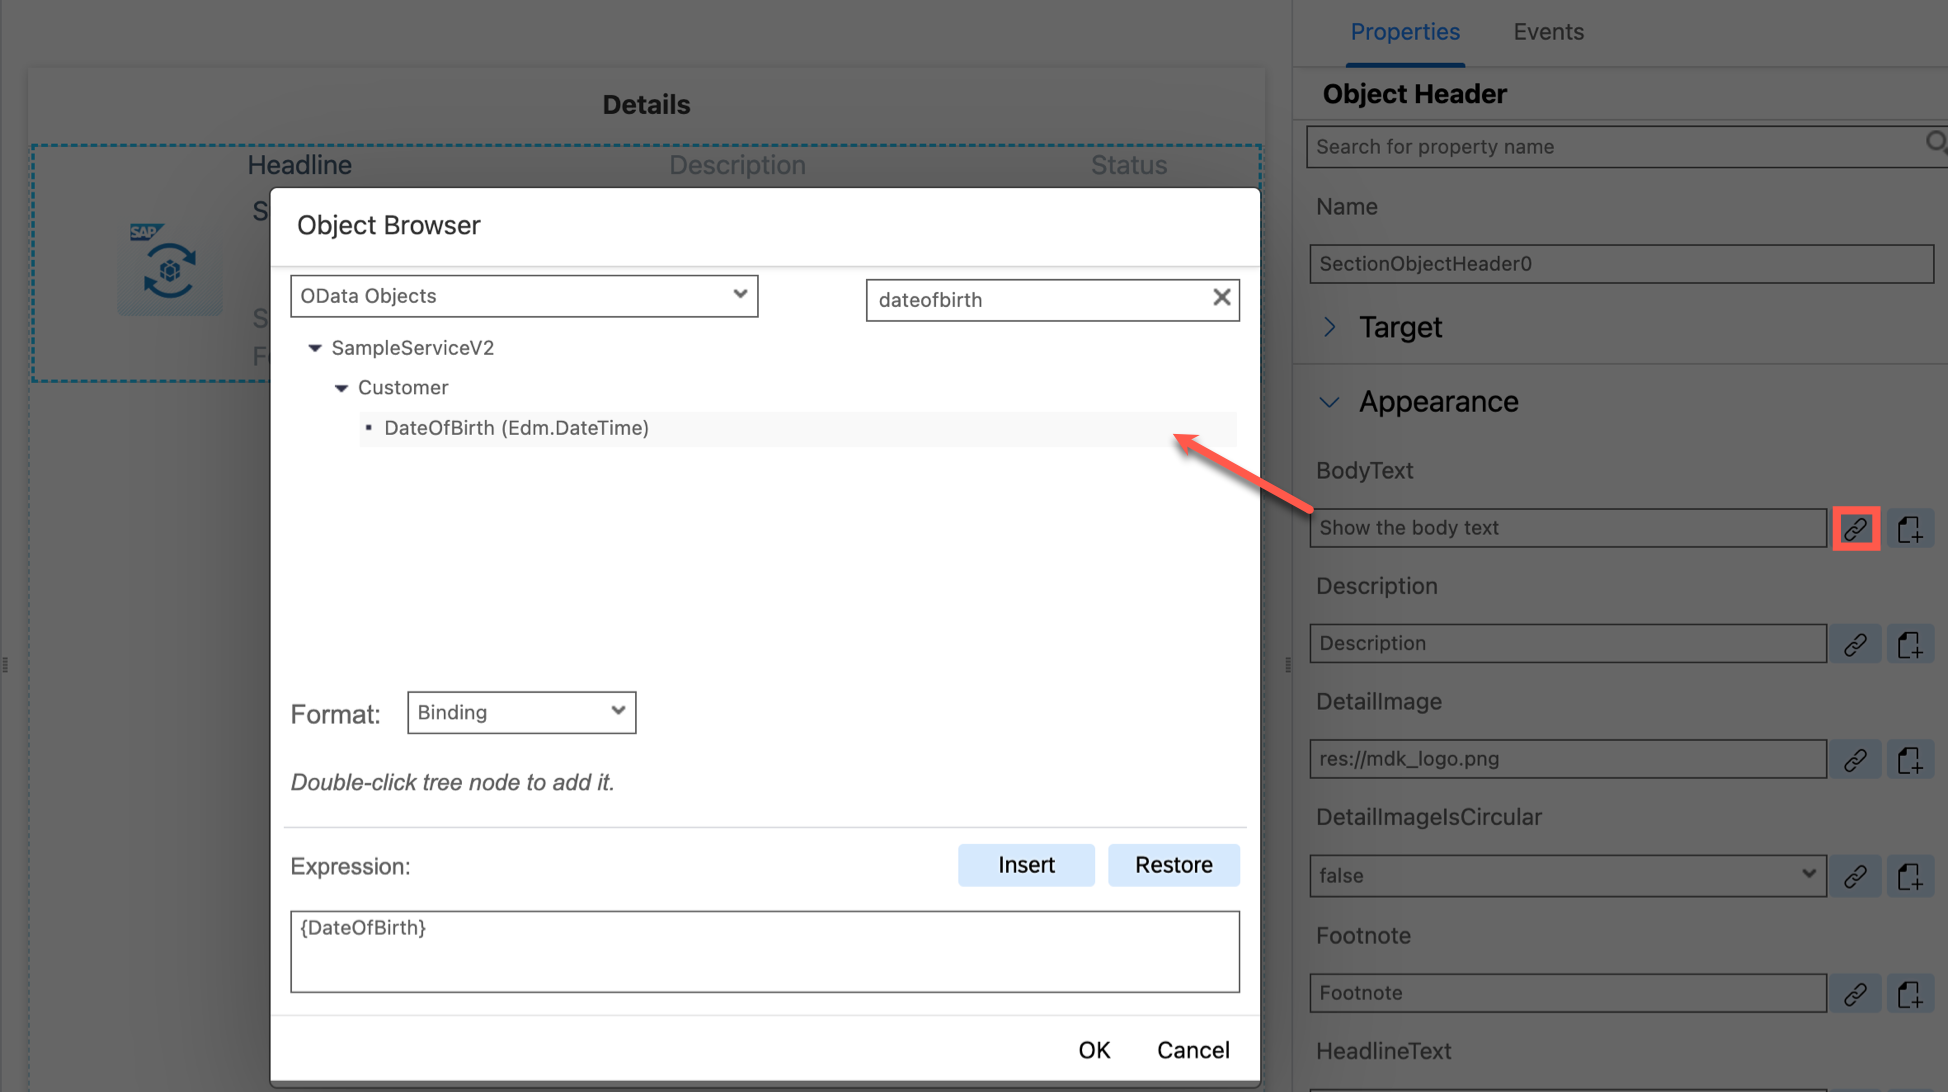 Properties
Events
Details
Object Header
Search for property name
Headline
Description
Status
S
SAP
S
F
Name
SectionObjectHeader0
Target
Appearance
BodyText
Show the body text
Description
Description
DetailImage
res://mdk_logo.png
DetailImageIsCircular
false
Footnote
Footnote
HeadlineText
Object Browser
OData Objects
dateofbirth
SampleServiceV2
Customer
DateOfBirth (Edm.DateTime)
Format:
Binding
Double-click tree node to add it.
Expression:
Insert
Restore
{DateOfBirth}
OK
Cancel